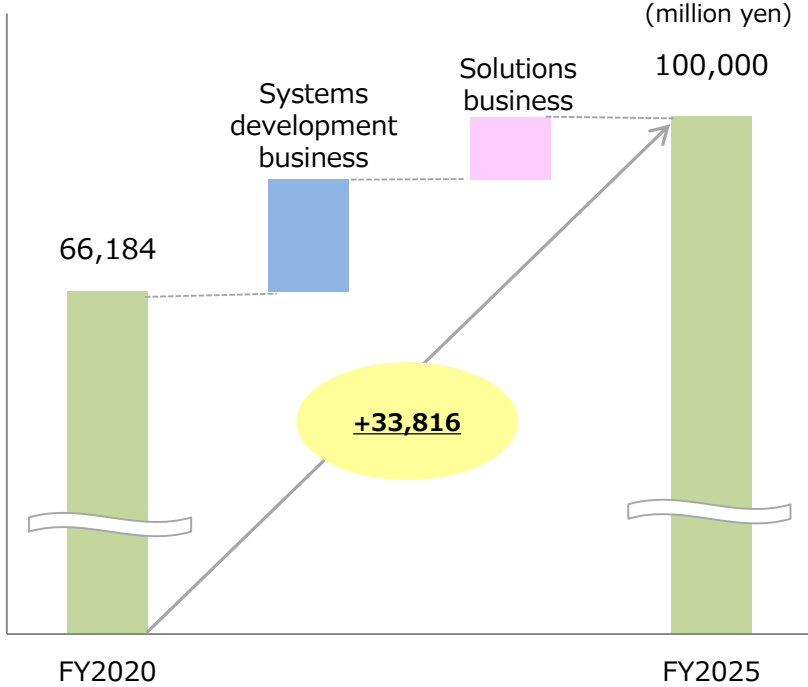 (million yen)
100,000
Solutions
business
Systems
development
business
66,184
+33,816
FY2020
FY2025